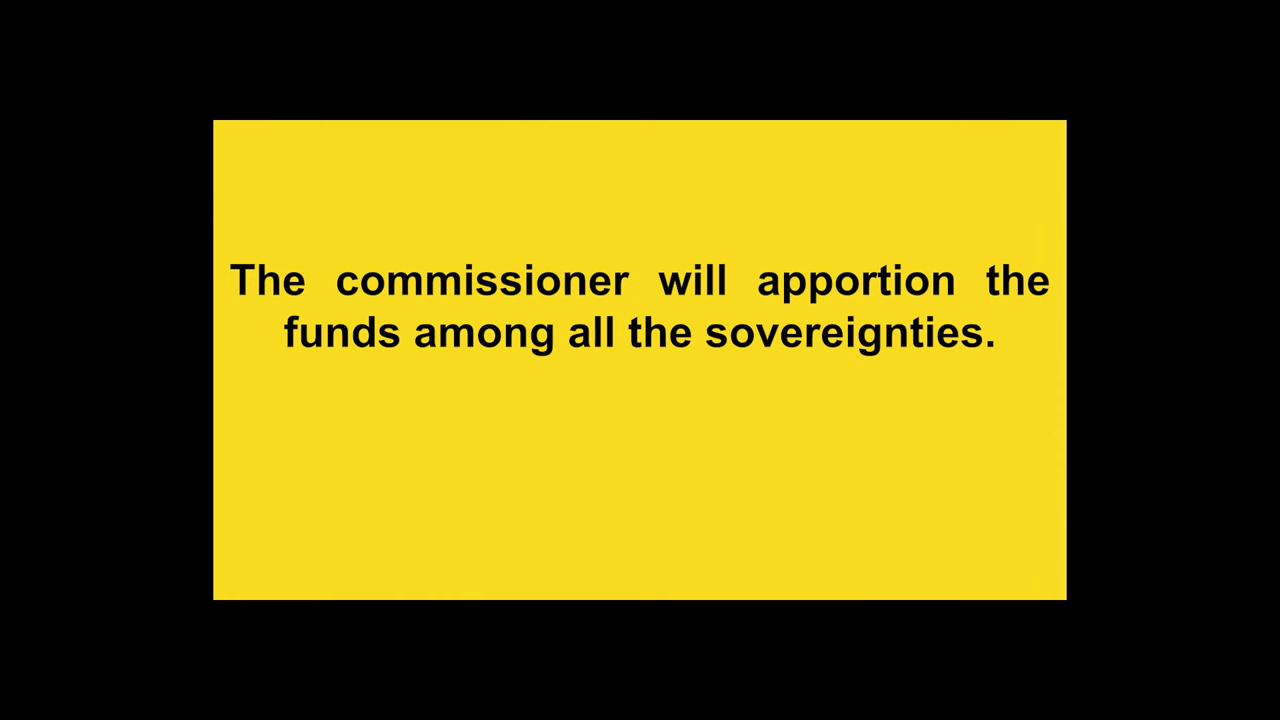 The commissioner will apportion the
funds among all the sovereignties.